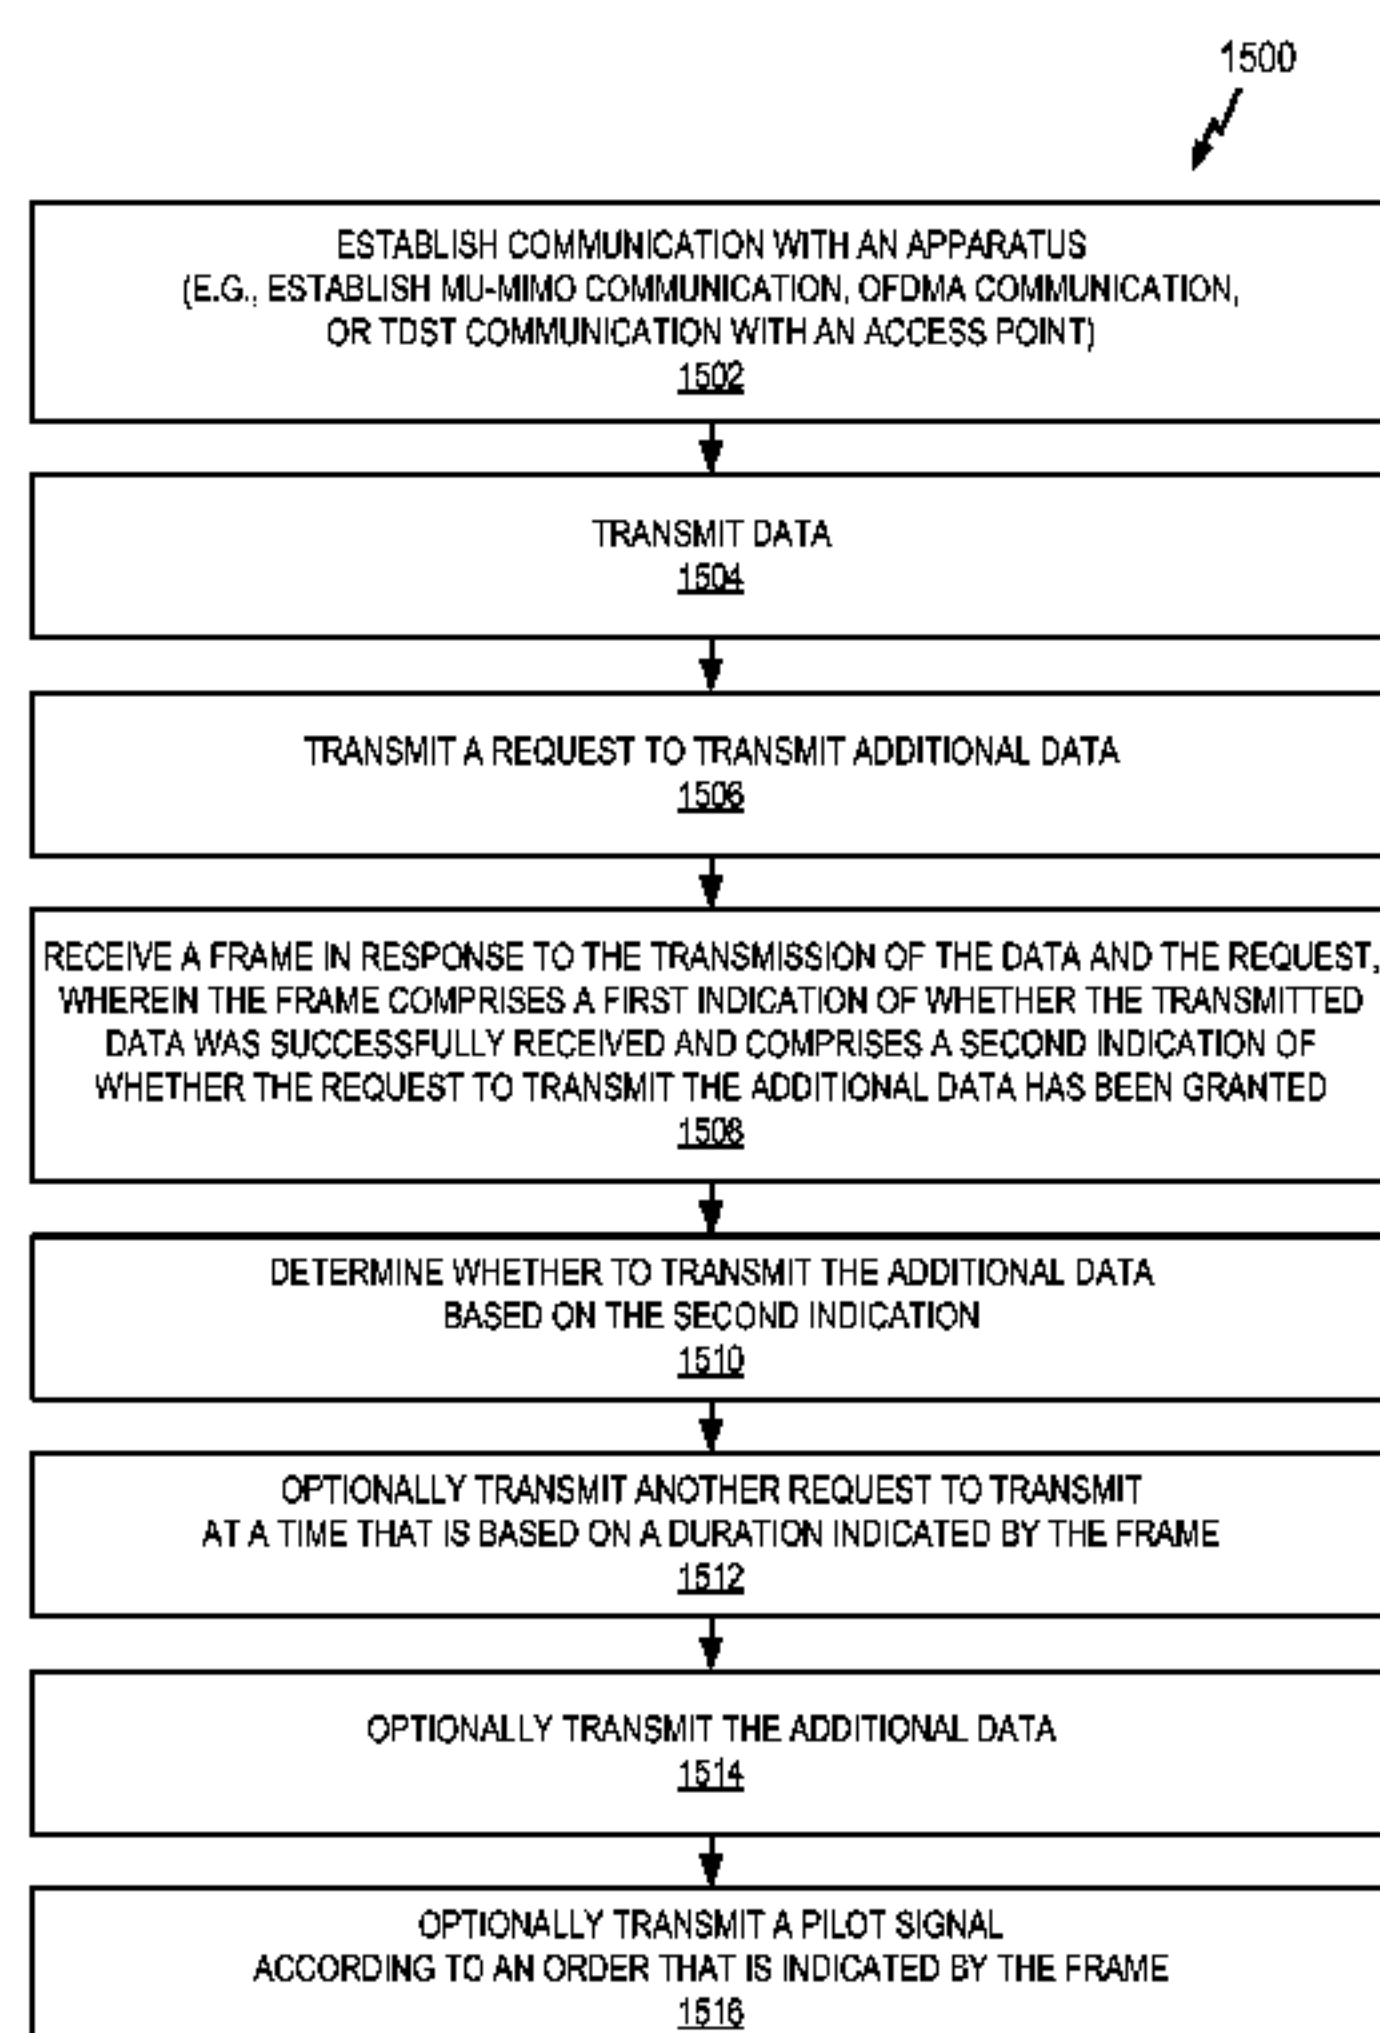 1500
ESTABLISH COMMUNICATION WITH AN APPARATUS
(E.G., ESTABLISH MU-MIMO COMMUNICATION, OFDMA COMMUNICATION,
OR TDST COMMUNICATION WITH AN ACCESS POINT)
1502
TRANSMIT DATA
1504
TRANSMIT A REQUEST TO TRANSMIT ADDITIONAL DATA
1506
RECEIVE A FRAME IN RESPONSE TO THE TRANSMISSION OF THE DATA AND THE REQUEST,
WHEREIN THE FRAME COMPRISES A FIRST INDICATION OF WHETHER THE TRANSMITTED
DATA WAS SUCCESSFULLY RECEIVED AND COMPRISES A SECOND INDICATION OF
WHETHER THE REQUEST TO TRANSMIT THE ADDITIONAL DATA HAS BEEN GRANTED
1508
DETERMINE WHETHER TO TRANSMIT THE ADDITIONAL DATA
BASED ON THE SECOND INDICATION
1510
OPTIONALLY TRANSMIT ANOTHER REQUEST TO TRANSMIT
AT A TIME THAT IS BASED ON A DURATION INDICATED BY THE FRAME
1512
OPTIONALLY TRANSMIT THE ADDITIONAL DATA
1514
OPTIONALLY TRANSMIT A PILOT SIGNAL
ACCORDING TO AN ORDER THAT IS INDICATED BY THE FRAME
1516